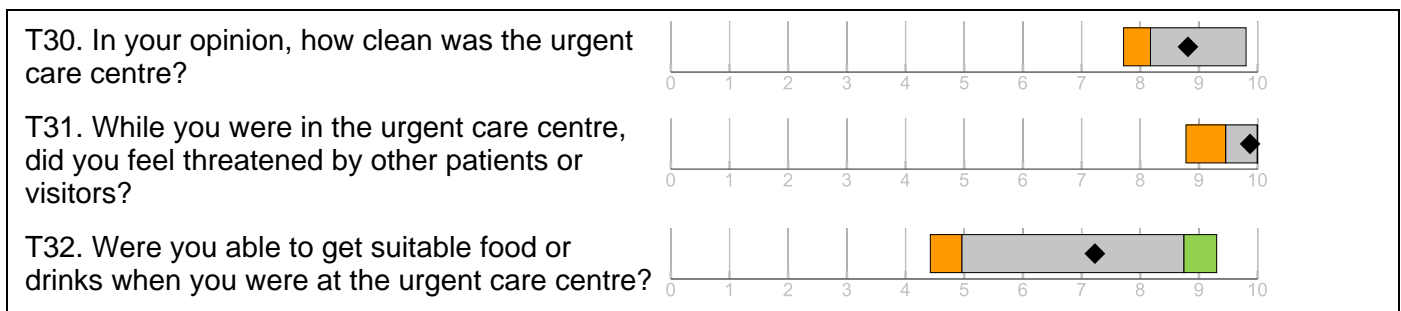 T30. In your opinion, how clean was the urgent
care centre?
0 1 2 3 4 5 6 7 8 9 10
T31. While you were in the urgent care centre,
did you feel threatened by other patients or
visitors?
0 1 2 3 4 5 6 7 8 9 10
T32. Were you able to get suitable food or
drinks when you were at the urgent care centre?
0 1 2 3 4 5 6 7 8 9 10